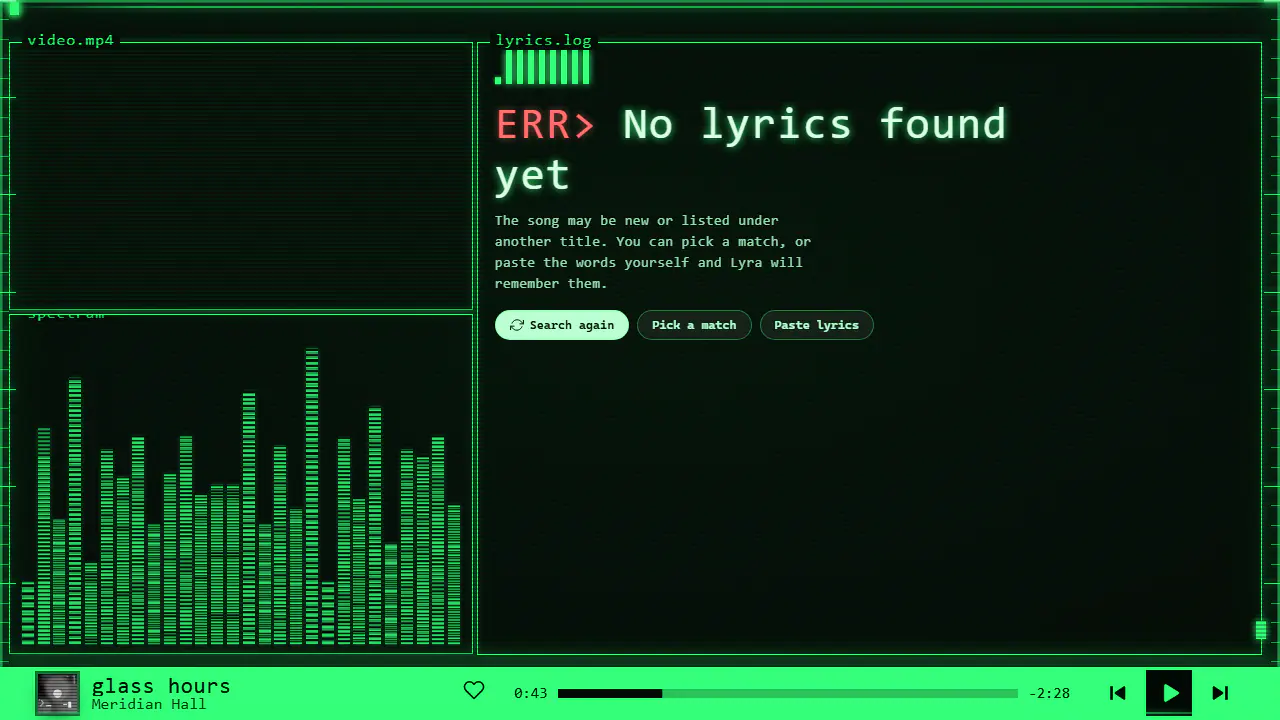 video.mp4
lyrics.log
ERR> No lyrics found
yet
The song may be new or listed under
another title. You can pick a match, or
paste the words yourself and Lyra will
remember them.
Search again
Pick a match
Paste lyrics
spectrum
glass hours
Meridian Hall
0:43
-2:28